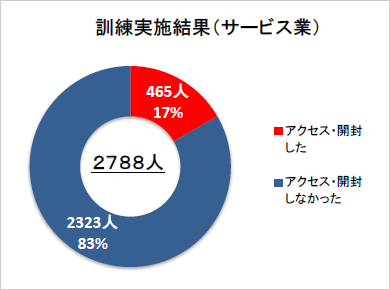 訓練実施結果（サービス業）
465人
17%
2788人
2323人
83%
アクセス・開封
した
アクセス・開封
しなかった